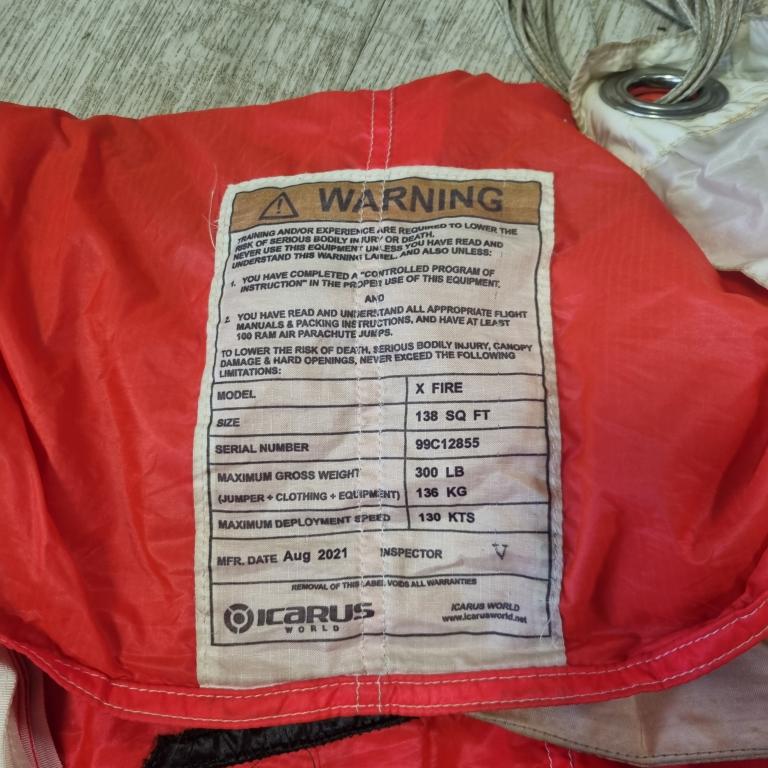 WARNING
TRAINING AND/OR EXPERIENCE ARE REQUIRED TO LOWER THE
RISK OF SERIOUS BODILY INJURY OR DEATH.
NEVER USE THIS EQUIPMENT UNLESS YOU HAVE READ AND
UNDERSTAND THIS WARNING LABEL. AND ALSO UNLESS:
1. YOU HAVE COMPLETED A "CONTROLLED PROGRAM OF
INSTRUCTION" IN THE PROPER USE OF THIS EQUIPMENT.
AND
2. YOU HAVE READ AND UNDERSTAND ALL APPROPRIATE FLIGHT
MANUALS & PACKING INSTRUCTIONS, AND HAVE AT LEAST
100 RAM AIR PARACHUTE JUMPS.
TO LOWER THE RISK OF DEATH, SERIOUS BODILY INJURY, CANOPY
DAMAGE & HARD OPENINGS, NEVER EXCEED THE FOLLOWING
LIMITATIONS:
MODEL X FIRE
SIZE 138 SQ FT
SERIAL NUMBER 99C12855
MAXIMUM GROSS WEIGHT 300 LB
(JUMPER + CLOTHING + EQUIPMENT) 136 KG
MAXIMUM DEPLOYMENT SPEED 130 KTS
MFR. DATE Aug 2021 INSPECTOR V
REMOVAL OF THIS LABEL VOIDS ALL WARRANTIES
ICARUS ICARUS WORLD
WORLD www.icarusworld.net